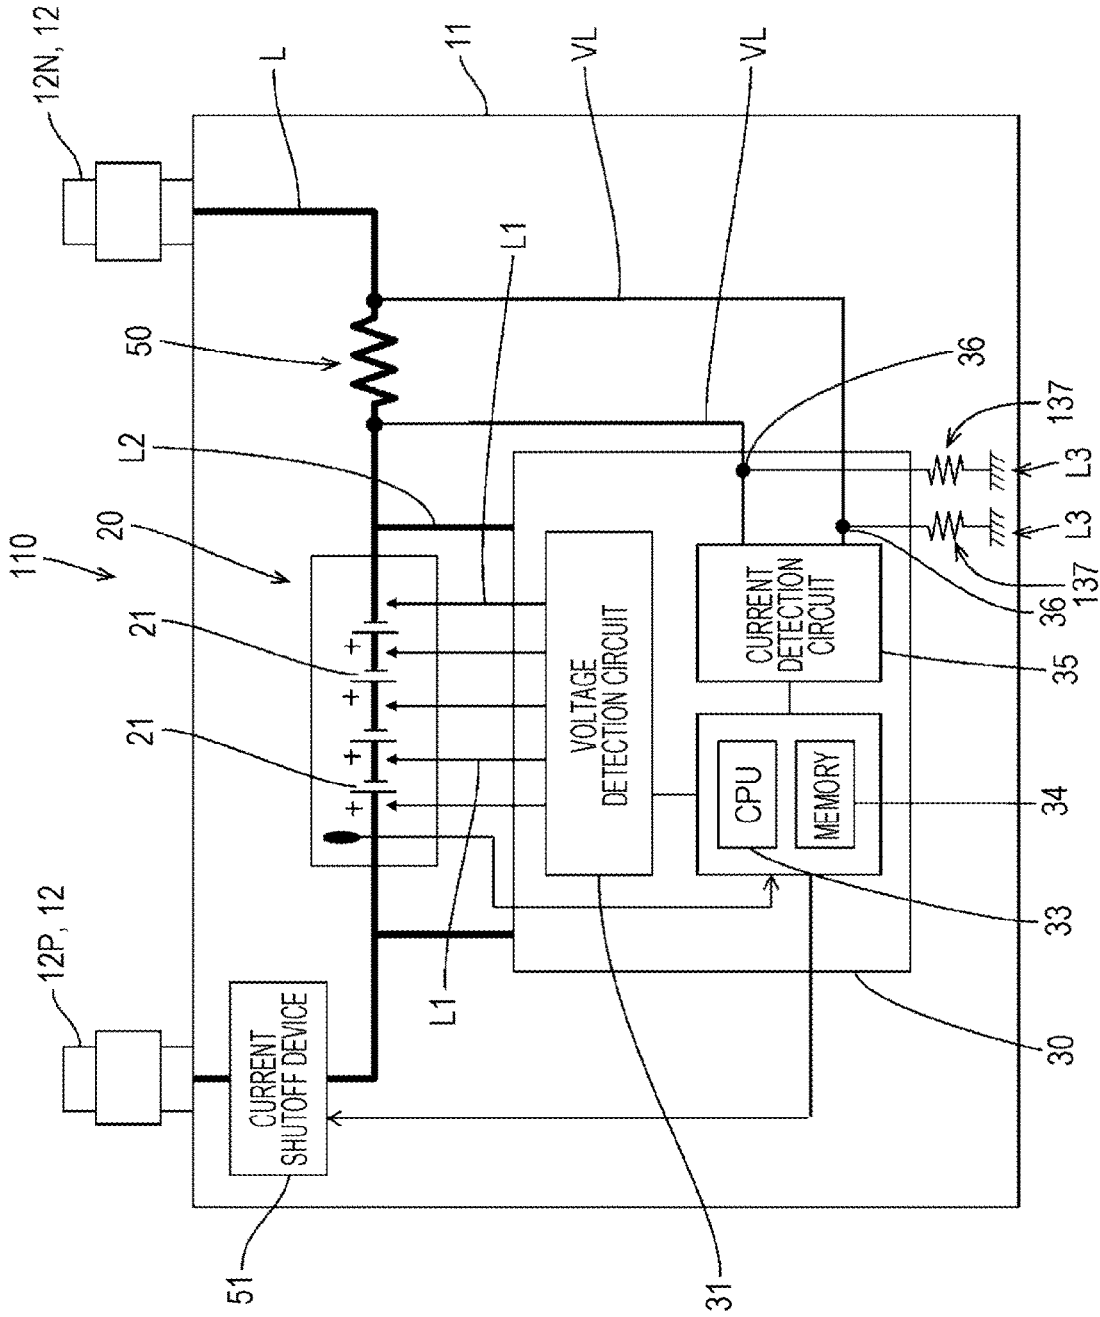 110
12P, 12
12N, 12
L
11
VL
VL
51
CURRENT
SHUTOFF DEVICE
21
21
20
L2
50
L1
L1
+
+
+
+
VOLTAGE
DETECTION CIRCUIT
CPU
MEMORY
CURRENT
DETECTION
CIRCUIT
36
36
137
137
L3
L3
31
30
33
34
35